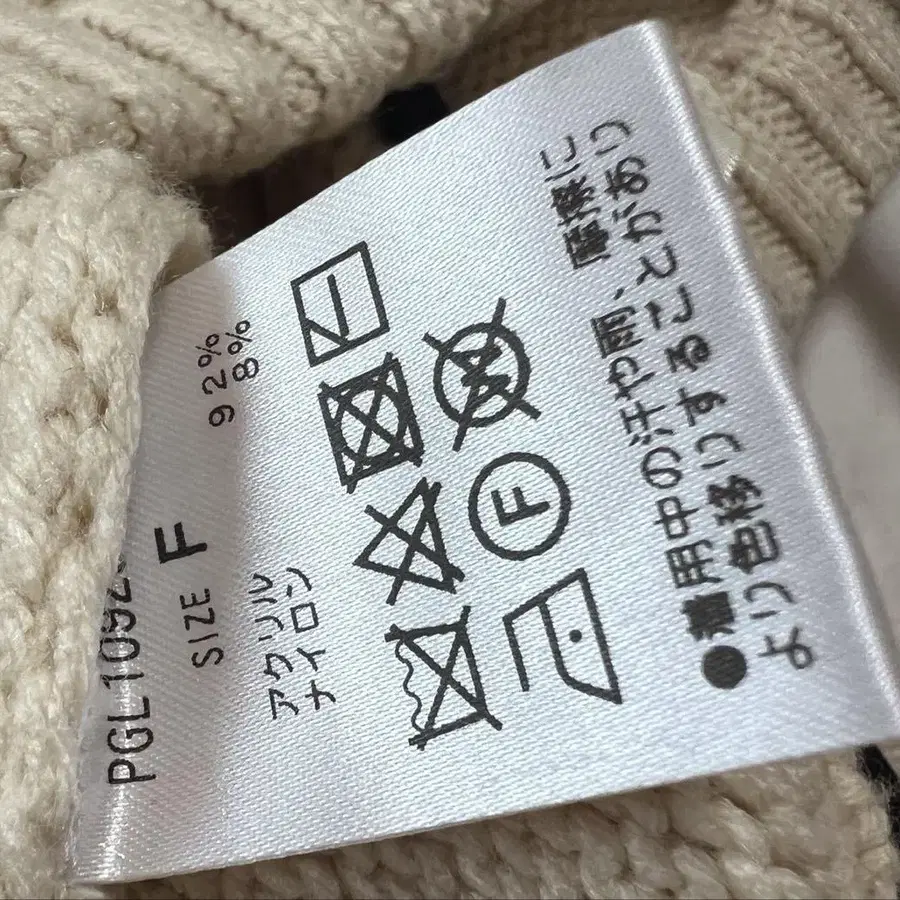 PGL1092
SIZE F
アクリル 92%
ナイロン 8%
W
F
●着用中の汗や雨、摩擦に
より色移りすることがあり